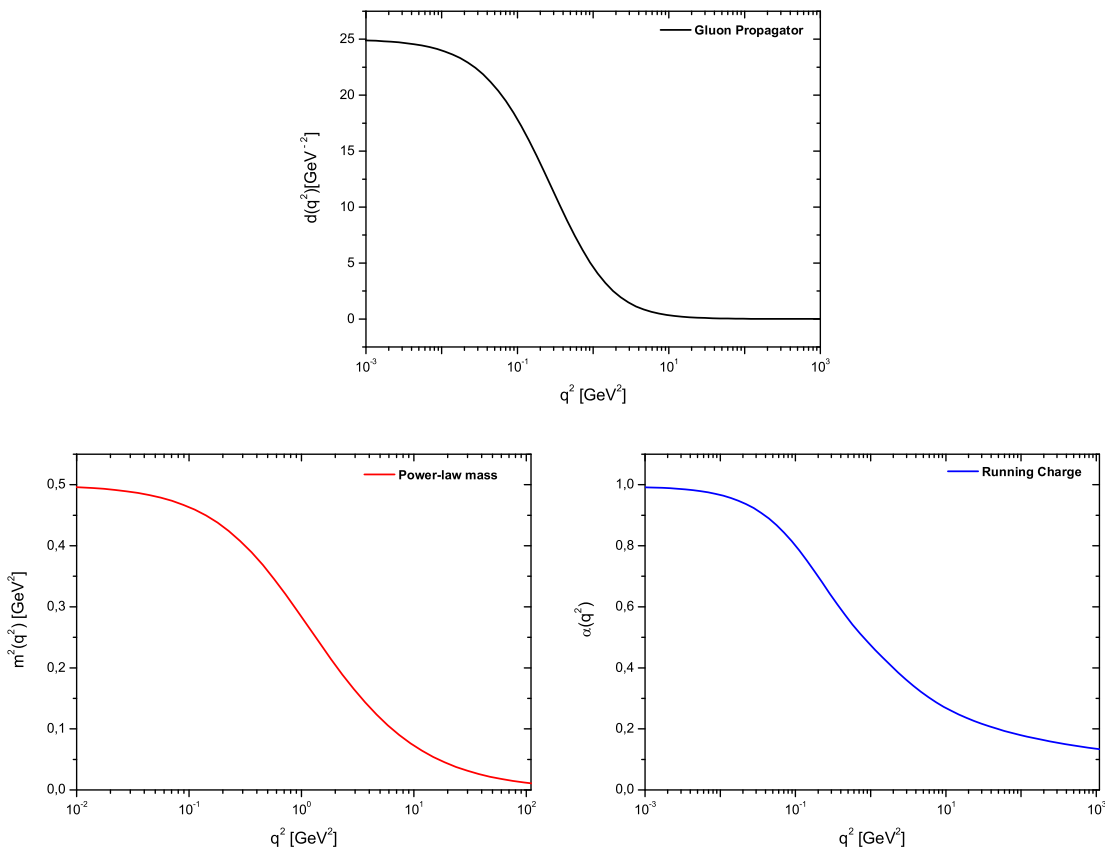 Gluon Propagator
25
20
15
10
5
0
d(q²)[GeV⁻²]
10⁻³ 10⁻¹ 10¹ 10³
q² [GeV²]
Power-law mass
0,5
0,4
0,3
0,2
0,1
0,0
m²(q²) [GeV²]
10⁻² 10⁻¹ 10⁰ 10¹ 10²
q² [GeV²]
Running Charge
1,0
0,8
0,6
0,4
0,2
0,0
α(q²)
10⁻³ 10⁻¹ 10¹ 10³
q² [GeV²]